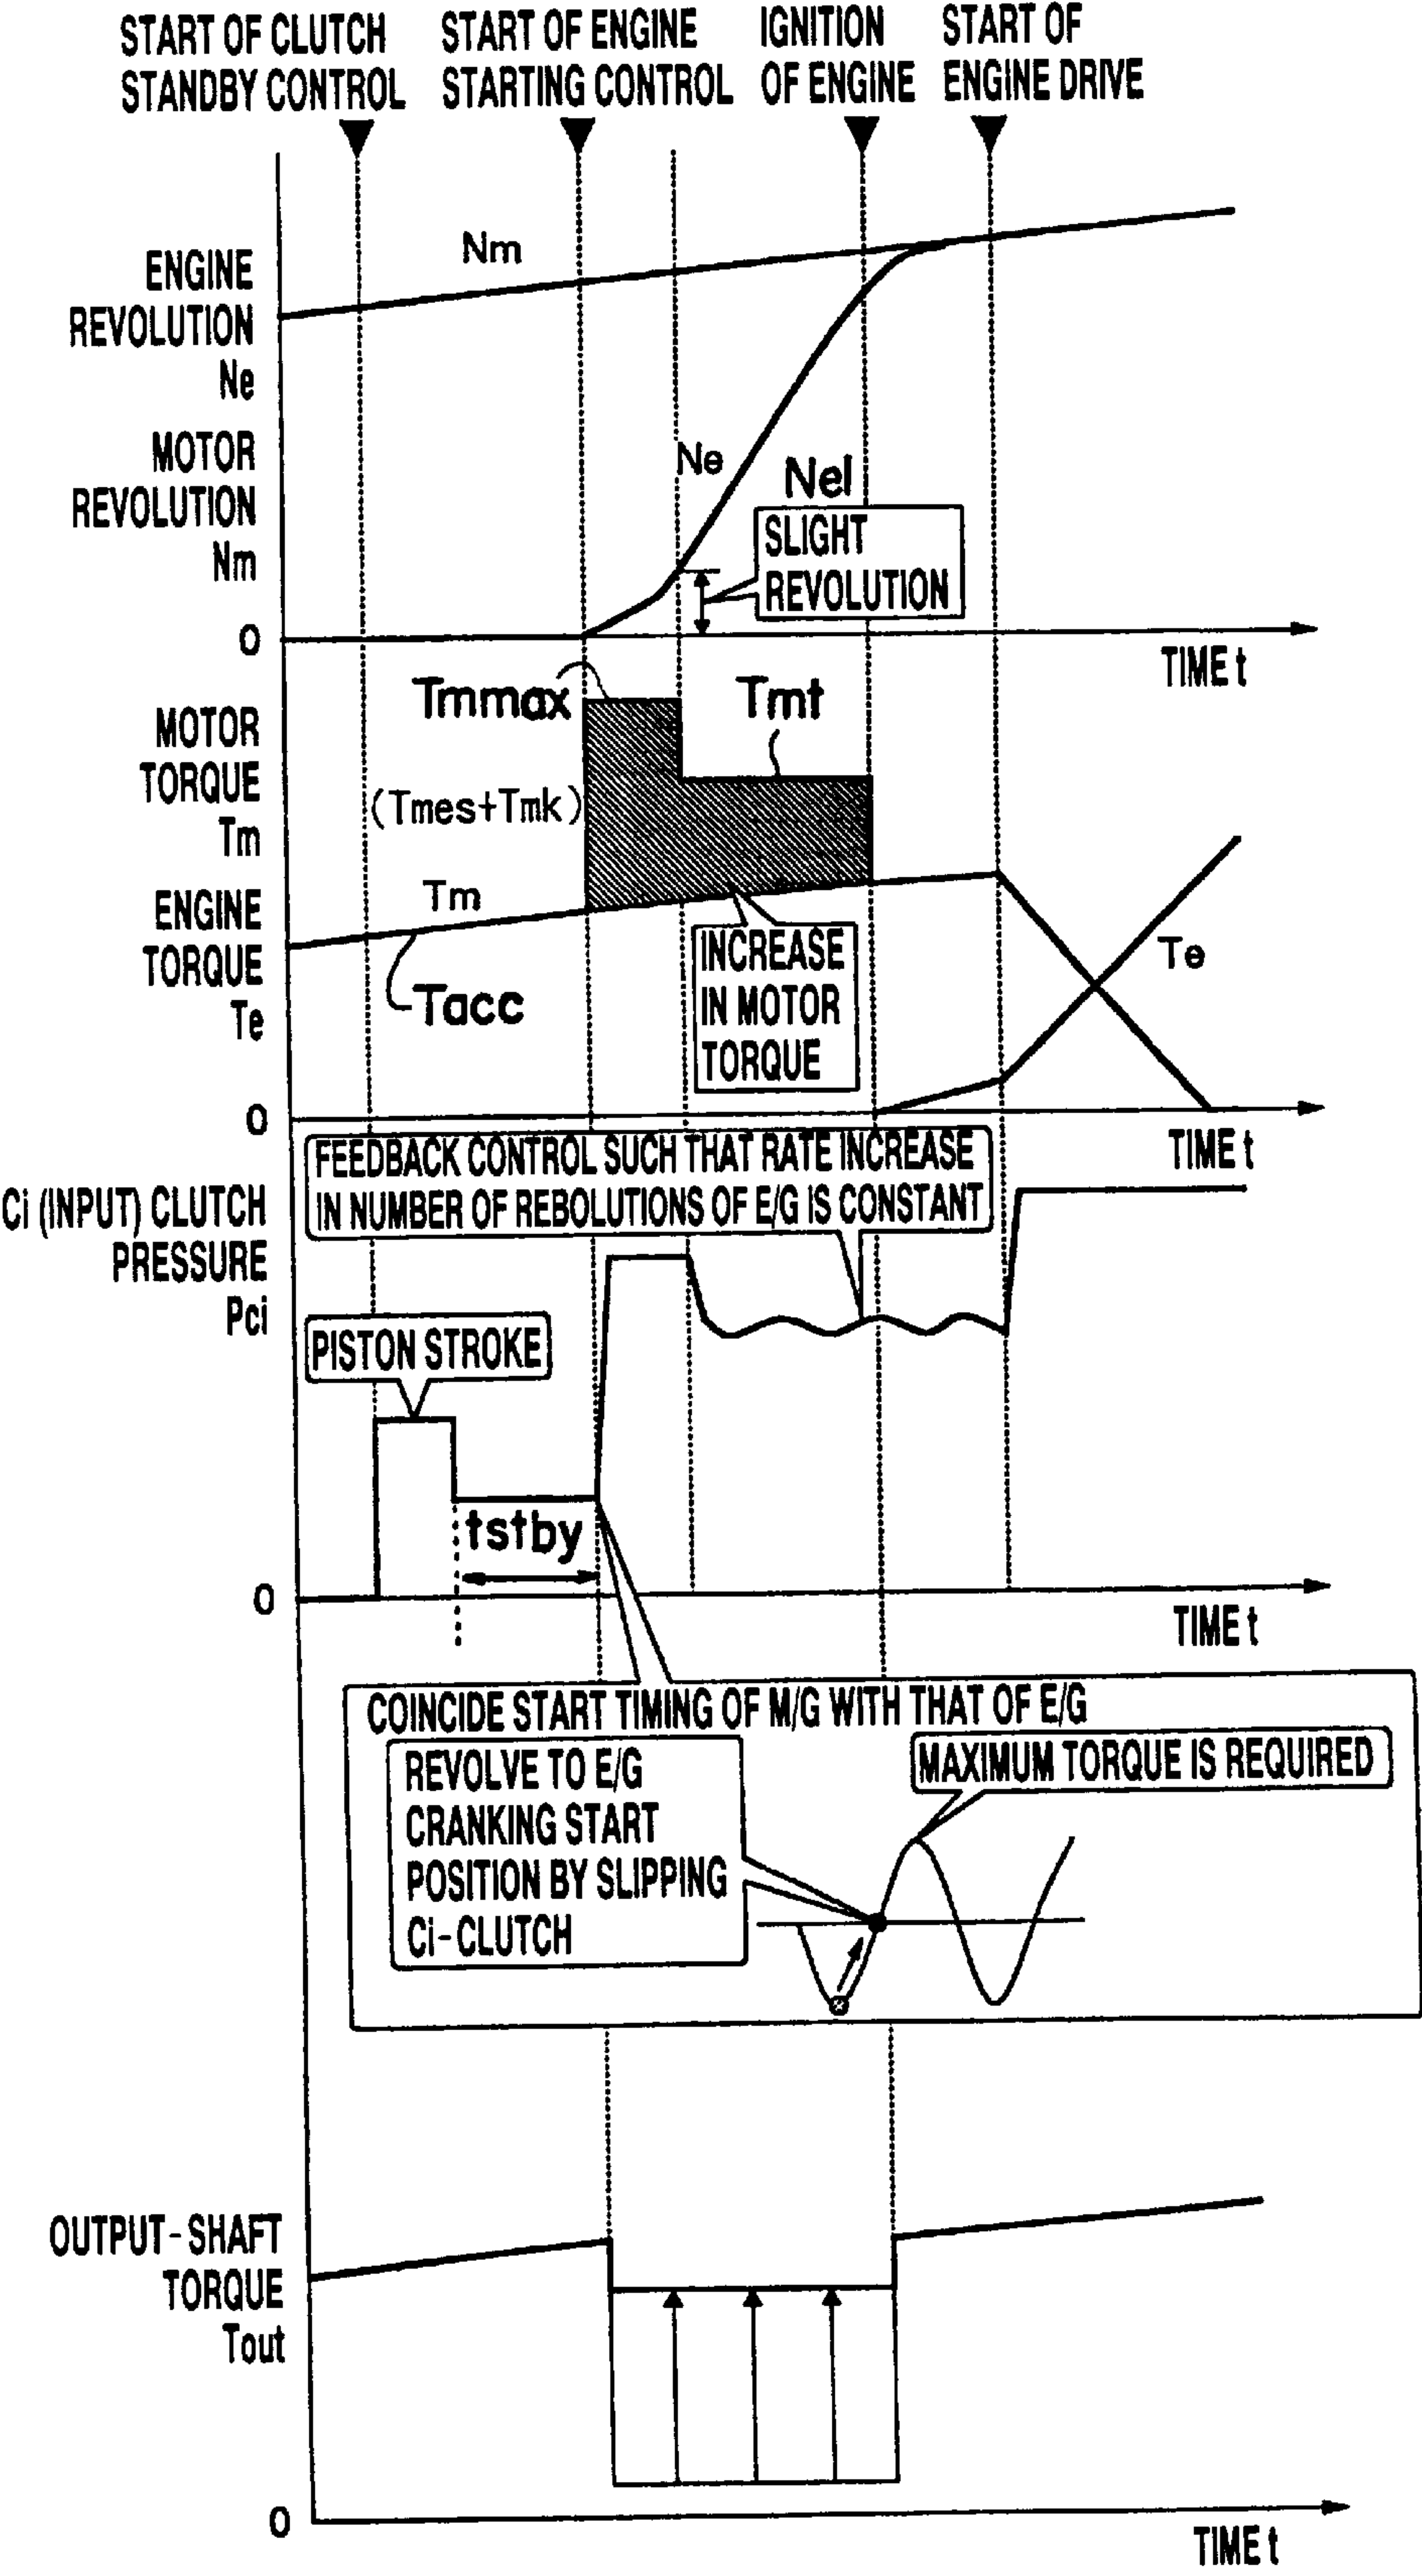 START OF CLUTCH
STANDBY CONTROL
START OF ENGINE
STARTING CONTROL
IGNITION
OF ENGINE
START OF
ENGINE DRIVE
ENGINE
REVOLUTION
Ne
MOTOR
REVOLUTION
Nm
Nm
Ne
Nel
SLIGHT
REVOLUTION
0
TIME t
MOTOR
TORQUE
Tm
ENGINE
TORQUE
Te
Tmmax
Tmt
(Tmes+Tmk)
Tm
Tacc
INCREASE
IN MOTOR
TORQUE
Te
0
TIME t
FEEDBACK CONTROL SUCH THAT RATE INCREASE
IN NUMBER OF REBOLUTIONS OF E/G IS CONSTANT
Ci (INPUT) CLUTCH
PRESSURE
Pci
PISTON STROKE
tstby
0
TIME t
COINCIDE START TIMING OF M/G WITH THAT OF E/G
REVOLVE TO E/G
CRANKING START
POSITION BY SLIPPING
Ci-CLUTCH
MAXIMUM TORQUE IS REQUIRED
OUTPUT-SHAFT
TORQUE
Tout
0
TIME t